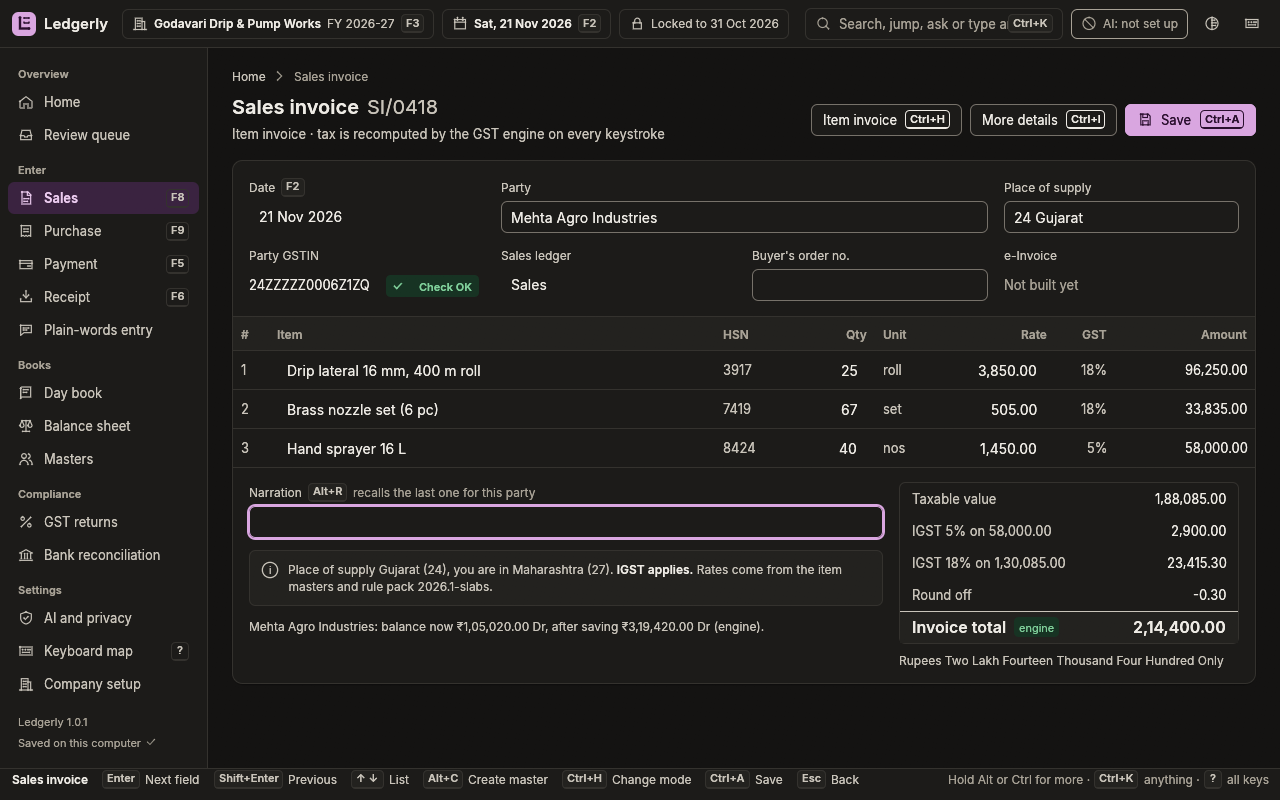 Ledgerly
Godavari Drip & Pump Works FY 2026-27 F3
Sat, 21 Nov 2026 F2
Locked to 31 Oct 2026
Search, jump, ask or type a Ctrl+K
AI: not set up
Overview
Home
Review queue
Enter
Sales F8
Purchase F9
Payment F5
Receipt F6
Plain-words entry
Books
Day book
Balance sheet
Masters
Compliance
GST returns
Bank reconciliation
Settings
AI and privacy
Keyboard map ?
Company setup
Ledgerly 1.0.1
Saved on this computer
Home Sales invoice
Sales invoice SI/0418
Item invoice · tax is recomputed by the GST engine on every keystroke
Item invoice Ctrl+H
More details Ctrl+I
Save Ctrl+A
Date F2 Party Place of supply
21 Nov 2026 Mehta Agro Industries 24 Gujarat
Party GSTIN Sales ledger Buyer's order no. e-Invoice
24ZZZZZ0006Z1ZQ Check OK Sales Not built yet
# Item HSN Qty Unit Rate GST Amount
1 Drip lateral 16 mm, 400 m roll 3917 25 roll 3,850.00 18% 96,250.00
2 Brass nozzle set (6 pc) 7419 67 set 505.00 18% 33,835.00
3 Hand sprayer 16 L 8424 40 nos 1,450.00 5% 58,000.00
Narration Alt+R recalls the last one for this party
Place of supply Gujarat (24), you are in Maharashtra (27). IGST applies. Rates come from the item
masters and rule pack 2026.1-slabs.
Mehta Agro Industries: balance now ₹1,05,020.00 Dr, after saving ₹3,19,420.00 Dr (engine).
Taxable value 1,88,085.00
IGST 5% on 58,000.00 2,900.00
IGST 18% on 1,30,085.00 23,415.30
Round off -0.30
Invoice total engine 2,14,400.00
Rupees Two Lakh Fourteen Thousand Four Hundred Only
Sales invoice Enter Next field Shift+Enter Previous ↑ ↓ List Alt+C Create master Ctrl+H Change mode Ctrl+A Save Esc Back Hold Alt or Ctrl for more · Ctrl+K anything · ? all keys